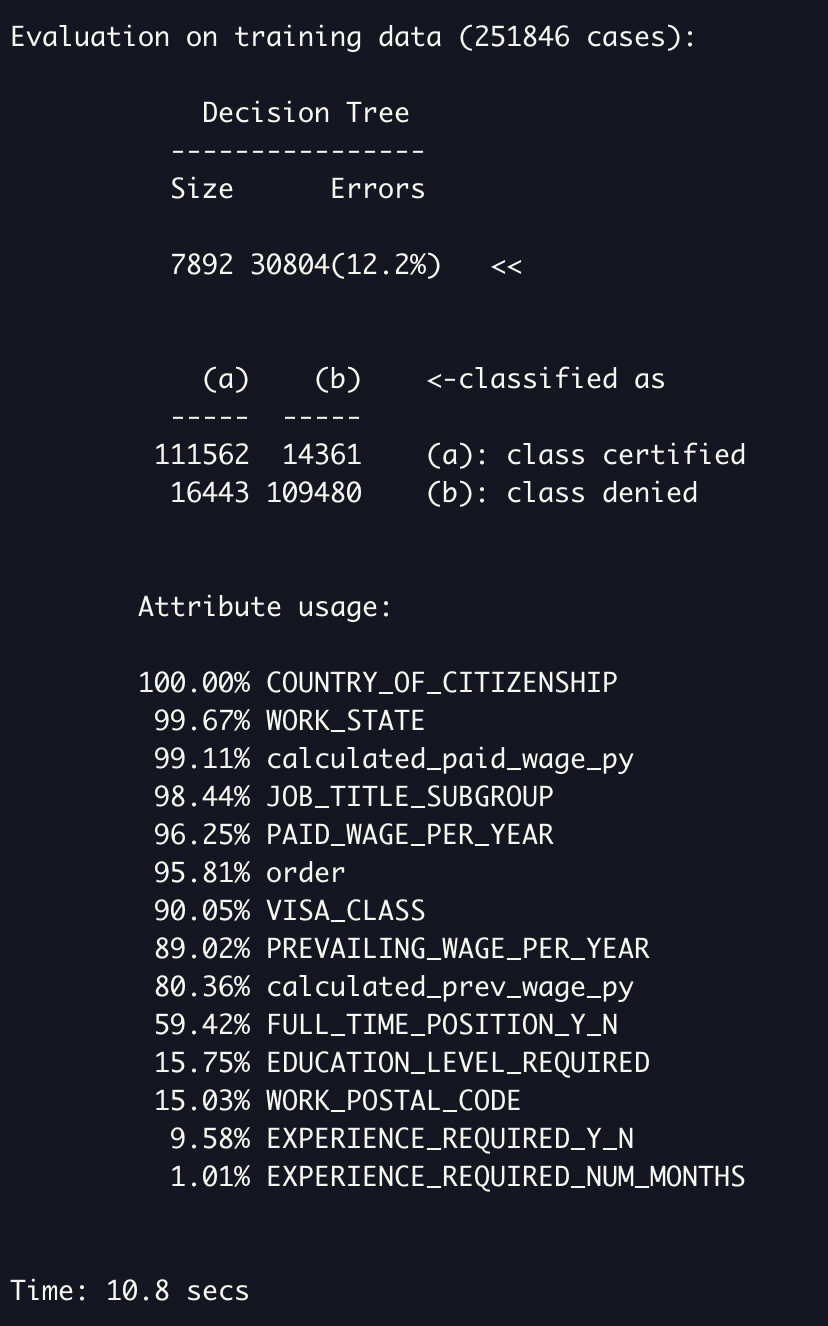 Evaluation on training data (251846 cases):
Decision Tree
----------------
Size Errors
7892 30804(12.2%) <<
(a) (b) <-classified as
----- -----
111562 14361 (a): class certified
16443 109480 (b): class denied
Attribute usage:
100.00% COUNTRY_OF_CITIZENSHIP
99.67% WORK_STATE
99.11% calculated_paid_wage_py
98.44% JOB_TITLE_SUBGROUP
96.25% PAID_WAGE_PER_YEAR
95.81% order
90.05% VISA_CLASS
89.02% PREVAILING_WAGE_PER_YEAR
80.36% calculated_prev_wage_py
59.42% FULL_TIME_POSITION_Y_N
15.75% EDUCATION_LEVEL_REQUIRED
15.03% WORK_POSTAL_CODE
9.58% EXPERIENCE_REQUIRED_Y_N
1.01% EXPERIENCE_REQUIRED_NUM_MONTHS
Time: 10.8 secs